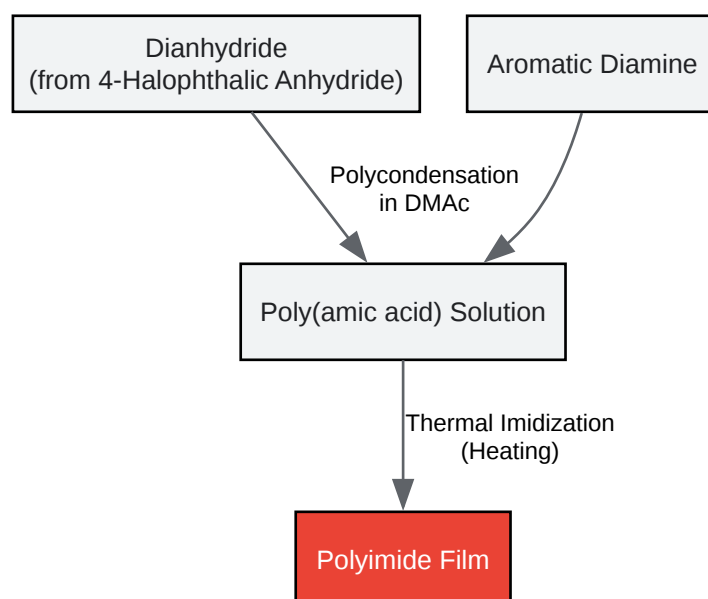 Dianhydride
(from 4-Halophthalic Anhydride)
Aromatic Diamine
Polycondensation
in DMAc
Poly(amic acid) Solution
Thermal Imidization
(Heating)
Polyimide Film